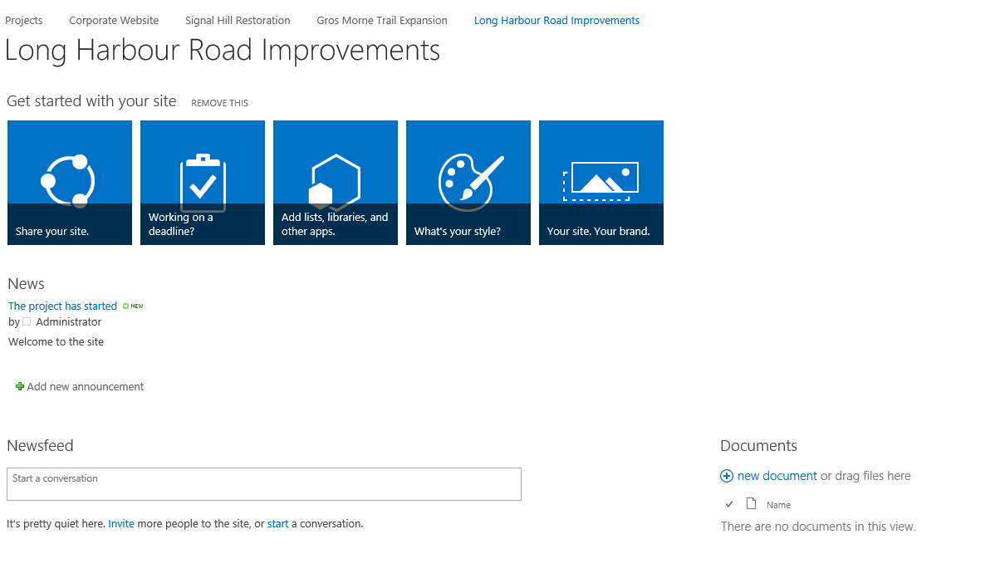 Projects Corporate Website Signal Hill Restoration Gros Morne Trail Expansion Long Harbour Road Improvements
Long Harbour Road Improvements
Get started with your site REMOVE THIS
Share your site.
Working on a
deadline?
Add lists, libraries, and
other apps.
What's your style?
Your site. Your brand.
News
The project has started NEW
by Administrator
Welcome to the site
Add new announcement
Newsfeed
Start a conversation
It's pretty quiet here. Invite more people to the site, or start a conversation.
Documents
new document or drag files here
Name
There are no documents in this view.